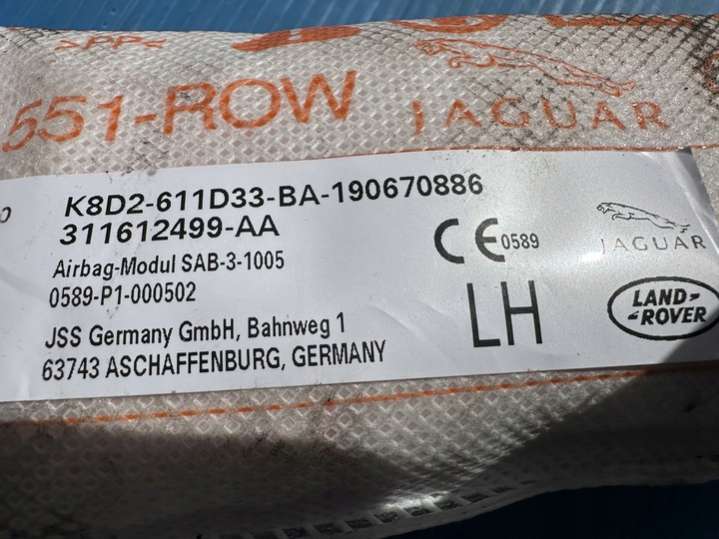 >PP<
551-ROW
JAGUAR
K8D2-611D33-BA-190670886
311612499-AA
Airbag-Modul SAB-3-1005
0589-P1-000502
CE 0589
JAGUAR
LH
LAND-
-ROVER
JSS Germany GmbH, Bahnweg 1
63743 ASCHAFFENBURG, GERMANY